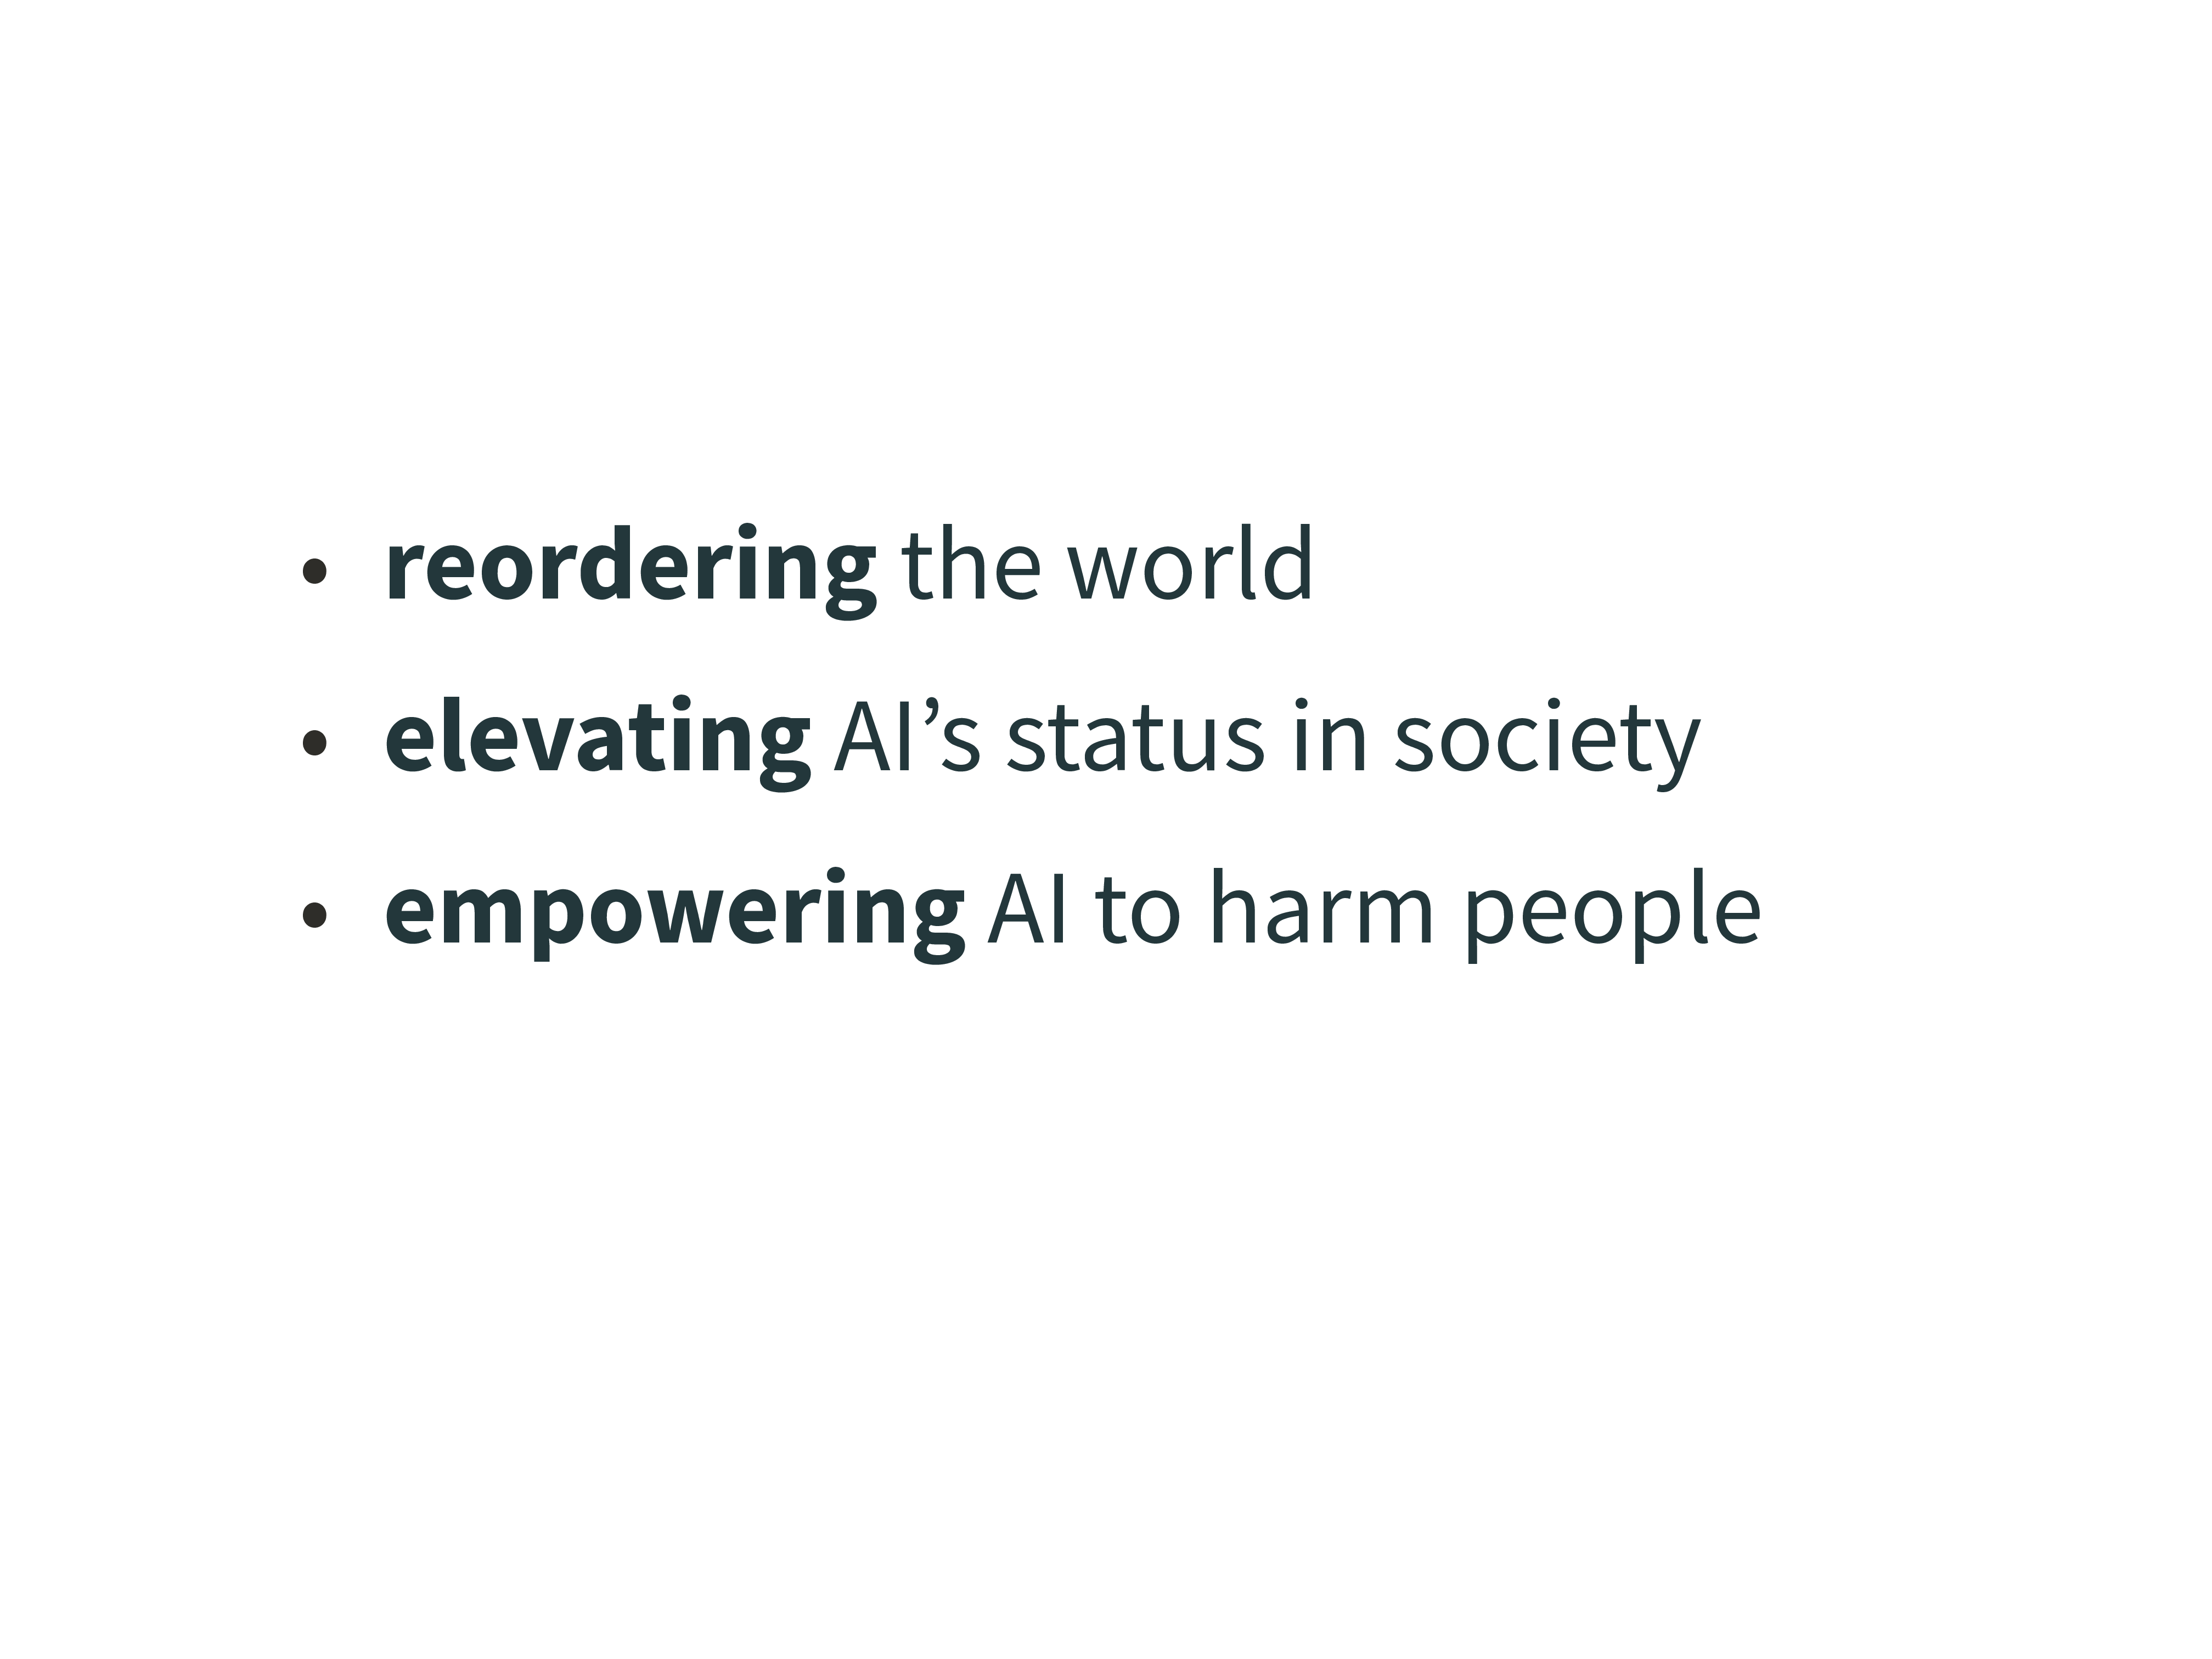 • reordering the world
• elevating AI’s status in society
• empowering AI to harm people